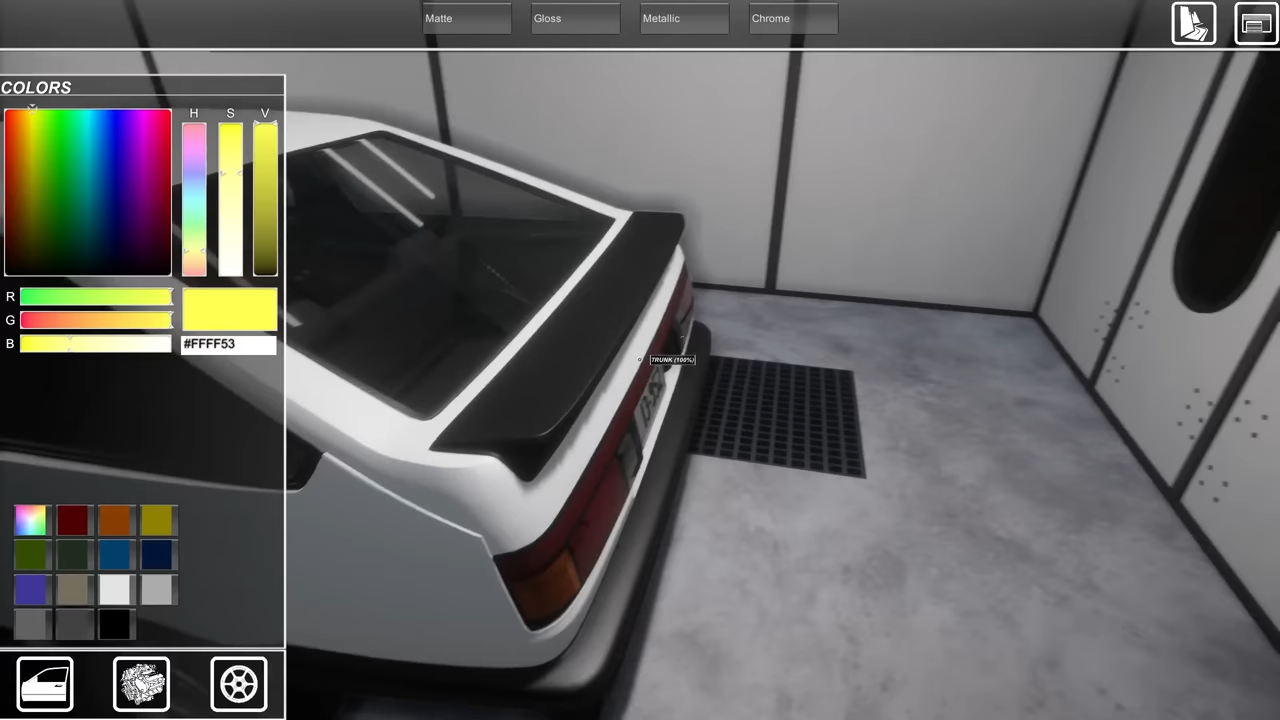 Matte
Gloss
Metallic
Chrome
COLORS
H
S
V
R
G
B
#FFFF53
TRUNK (100%)